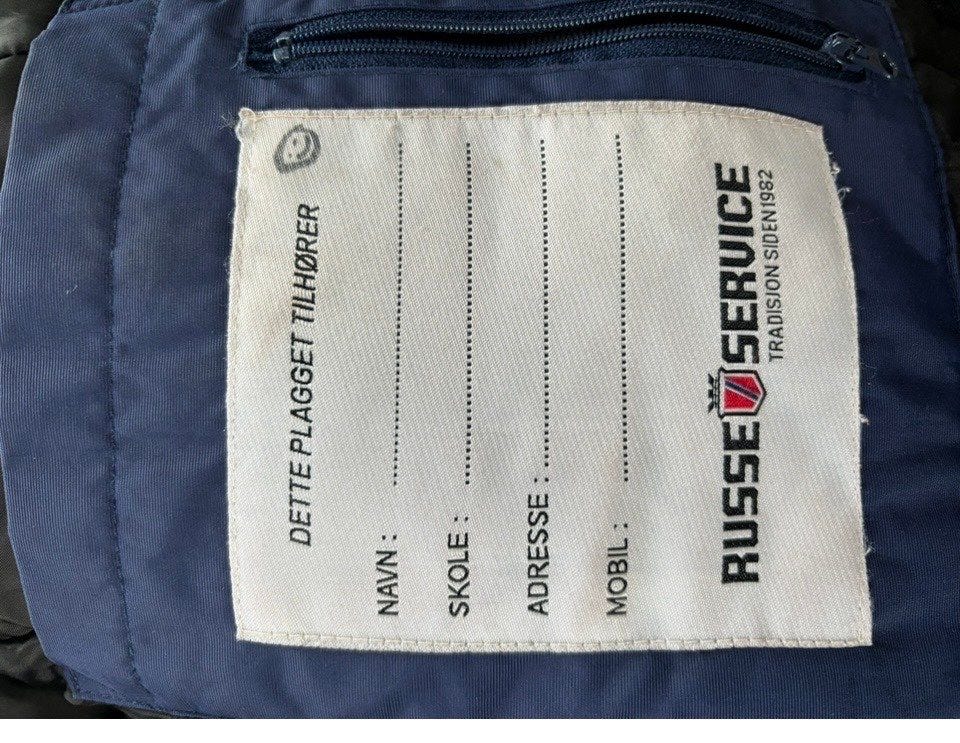 DETTE PLAGGET TILHØRER
NAVN :
SKOLE :
ADRESSE :
MOBIL :
RUSSE SERVICE
TRADISJON SIDEN 1982